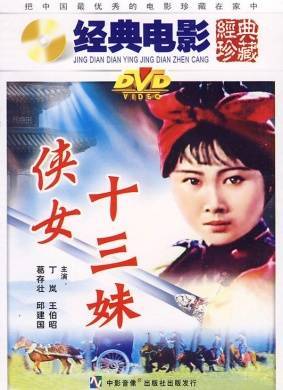 把中国最优秀的电影珍藏在家中
经典电影
經典珍藏
JING DIAN DIAN YING JING DIAN ZHEN CANG
DVD
VIDEO
侠女
十三妹
主演
丁岚 王伯昭
葛存壮 邱建国
中影音像出版社出版发行